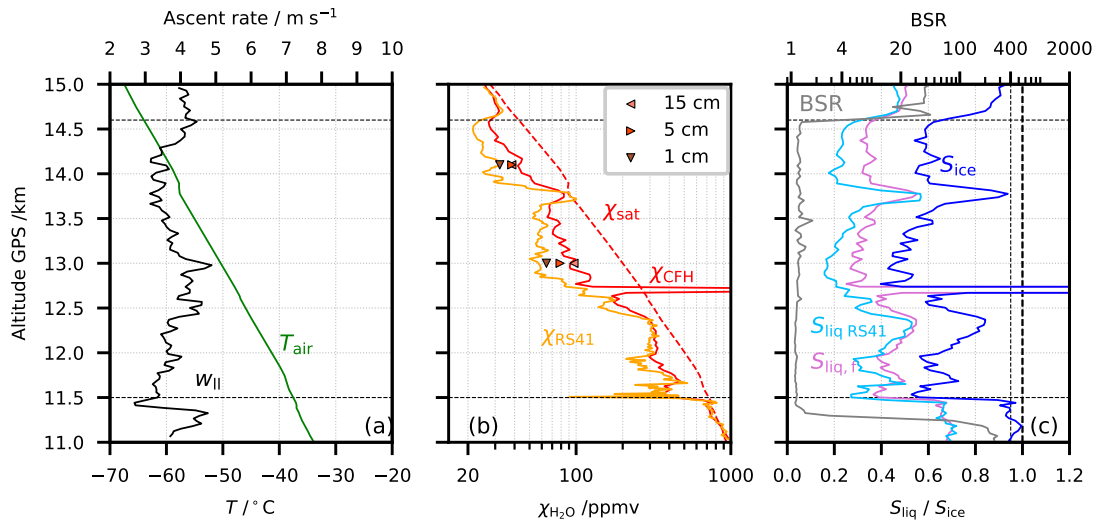 Ascent rate / m s⁻¹
BSR
2 3 4 5 6 7 8 9 10
1 4 20 100 400 2000
Altitude GPS /km
15.0
14.5
14.0
13.5
13.0
12.5
12.0
11.5
11.0
T_air
w_ll
(a)
−70 −60 −50 −40 −30 −20
T / °C
15 cm
5 cm
1 cm
χ_sat
χ_CFH
χ_RS41
(b)
20 100 1000
χ_H₂O /ppmv
BSR
S_ice
S_liq RS41
S_liq, f
(c)
0.0 0.2 0.4 0.6 0.8 1.0 1.2
S_liq / S_ice